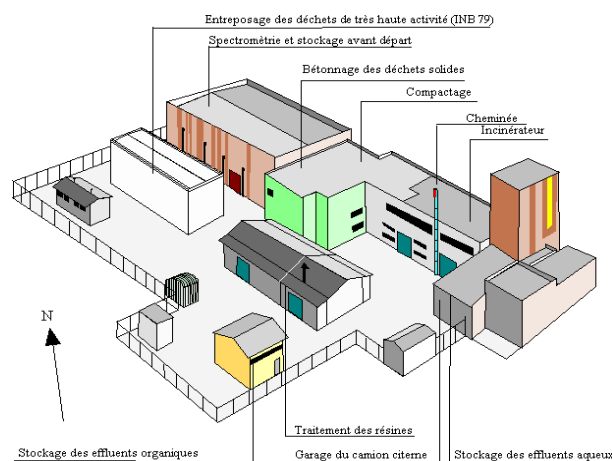 Entreposage des déchets de très haute activité (INB 79)
Spectromètrie et stockage avant départ
Bétonnage des déchets solides
Compactage
Cheminée
Incinérateur
N
Traitement des résines
Stockage des effluents organiques
Garage du camion citerne
Stockage des effluents aqueux